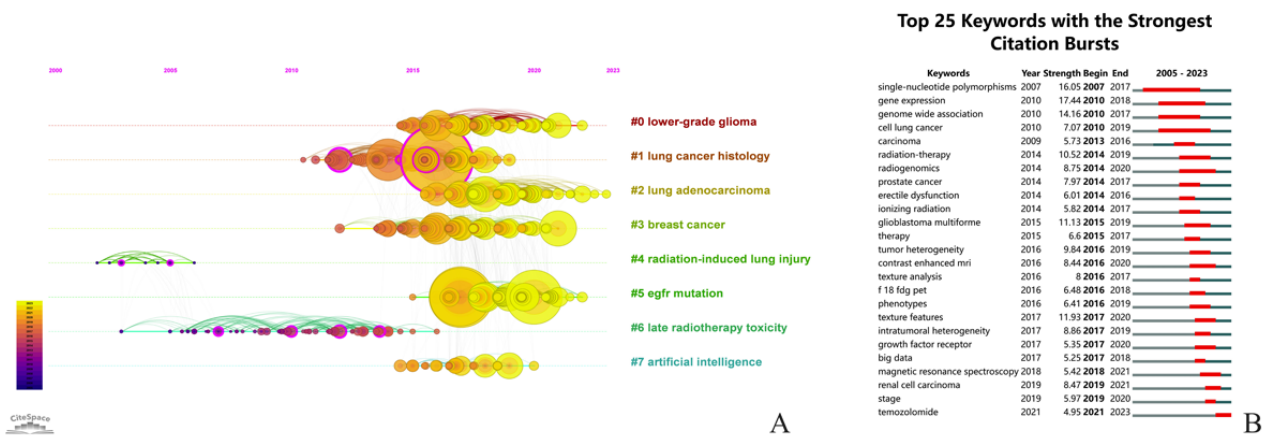 2000 2005 2010 2015 2020 2023
#0 lower-grade glioma
#1 lung cancer histology
#2 lung adenocarcinoma
#3 breast cancer
#4 radiation-induced lung injury
#5 egfr mutation
#6 late radiotherapy toxicity
#7 artificial intelligence
CiteSpace
A
Top 25 Keywords with the Strongest
Citation Bursts
Keywords Year Strength Begin End 2005 - 2023
single-nucleotide polymorphisms 2007 16.05 2007 2017
gene expression 2010 17.44 2010 2018
genome wide association 2010 14.16 2010 2017
cell lung cancer 2010 7.07 2010 2019
carcinoma 2009 5.73 2013 2016
radiation-therapy 2014 10.52 2014 2019
radiogenomics 2014 8.75 2014 2020
prostate cancer 2014 7.97 2014 2017
erectile dysfunction 2014 6.01 2014 2016
ionizing radiation 2014 5.82 2014 2017
glioblastoma multiforme 2015 11.13 2015 2019
therapy 2015 6.6 2015 2017
tumor heterogeneity 2016 9.84 2016 2019
contrast enhanced mri 2016 8.44 2016 2020
texture analysis 2016 8 2016 2017
f 18 fdg pet 2016 6.48 2016 2018
phenotypes 2016 6.41 2016 2019
texture features 2017 11.93 2017 2020
intratumoral heterogeneity 2017 8.86 2017 2019
growth factor receptor 2017 5.35 2017 2020
big data 2017 5.25 2017 2018
magnetic resonance spectroscopy 2018 5.42 2018 2021
renal cell carcinoma 2019 8.47 2019 2021
stage 2019 5.97 2019 2020
temozolomide 2021 4.95 2021 2023
B